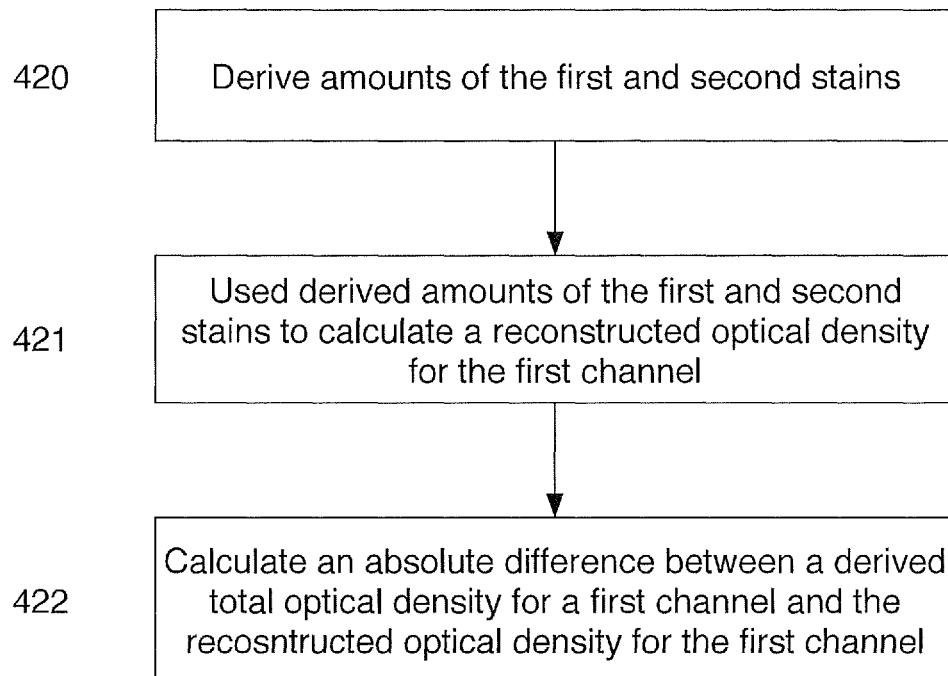 420
Derive amounts of the first and second stains
421
Used derived amounts of the first and second
stains to calculate a reconstructed optical density
for the first channel
422
Calculate an absolute difference between a derived
total optical density for a first channel and the
recosntructed optical density for the first channel